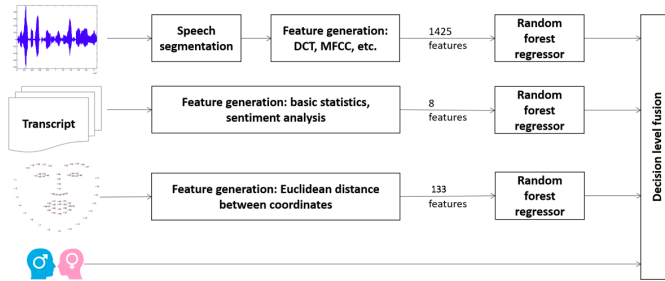 Speech
segmentation
Feature generation:
DCT, MFCC, etc.
1425
features
Random
forest
regressor
Transcript
Feature generation: basic statistics,
sentiment analysis
8
features
Random
forest
regressor
Feature generation: Euclidean distance
between coordinates
133
features
Random
forest
regressor
Decision level fusion